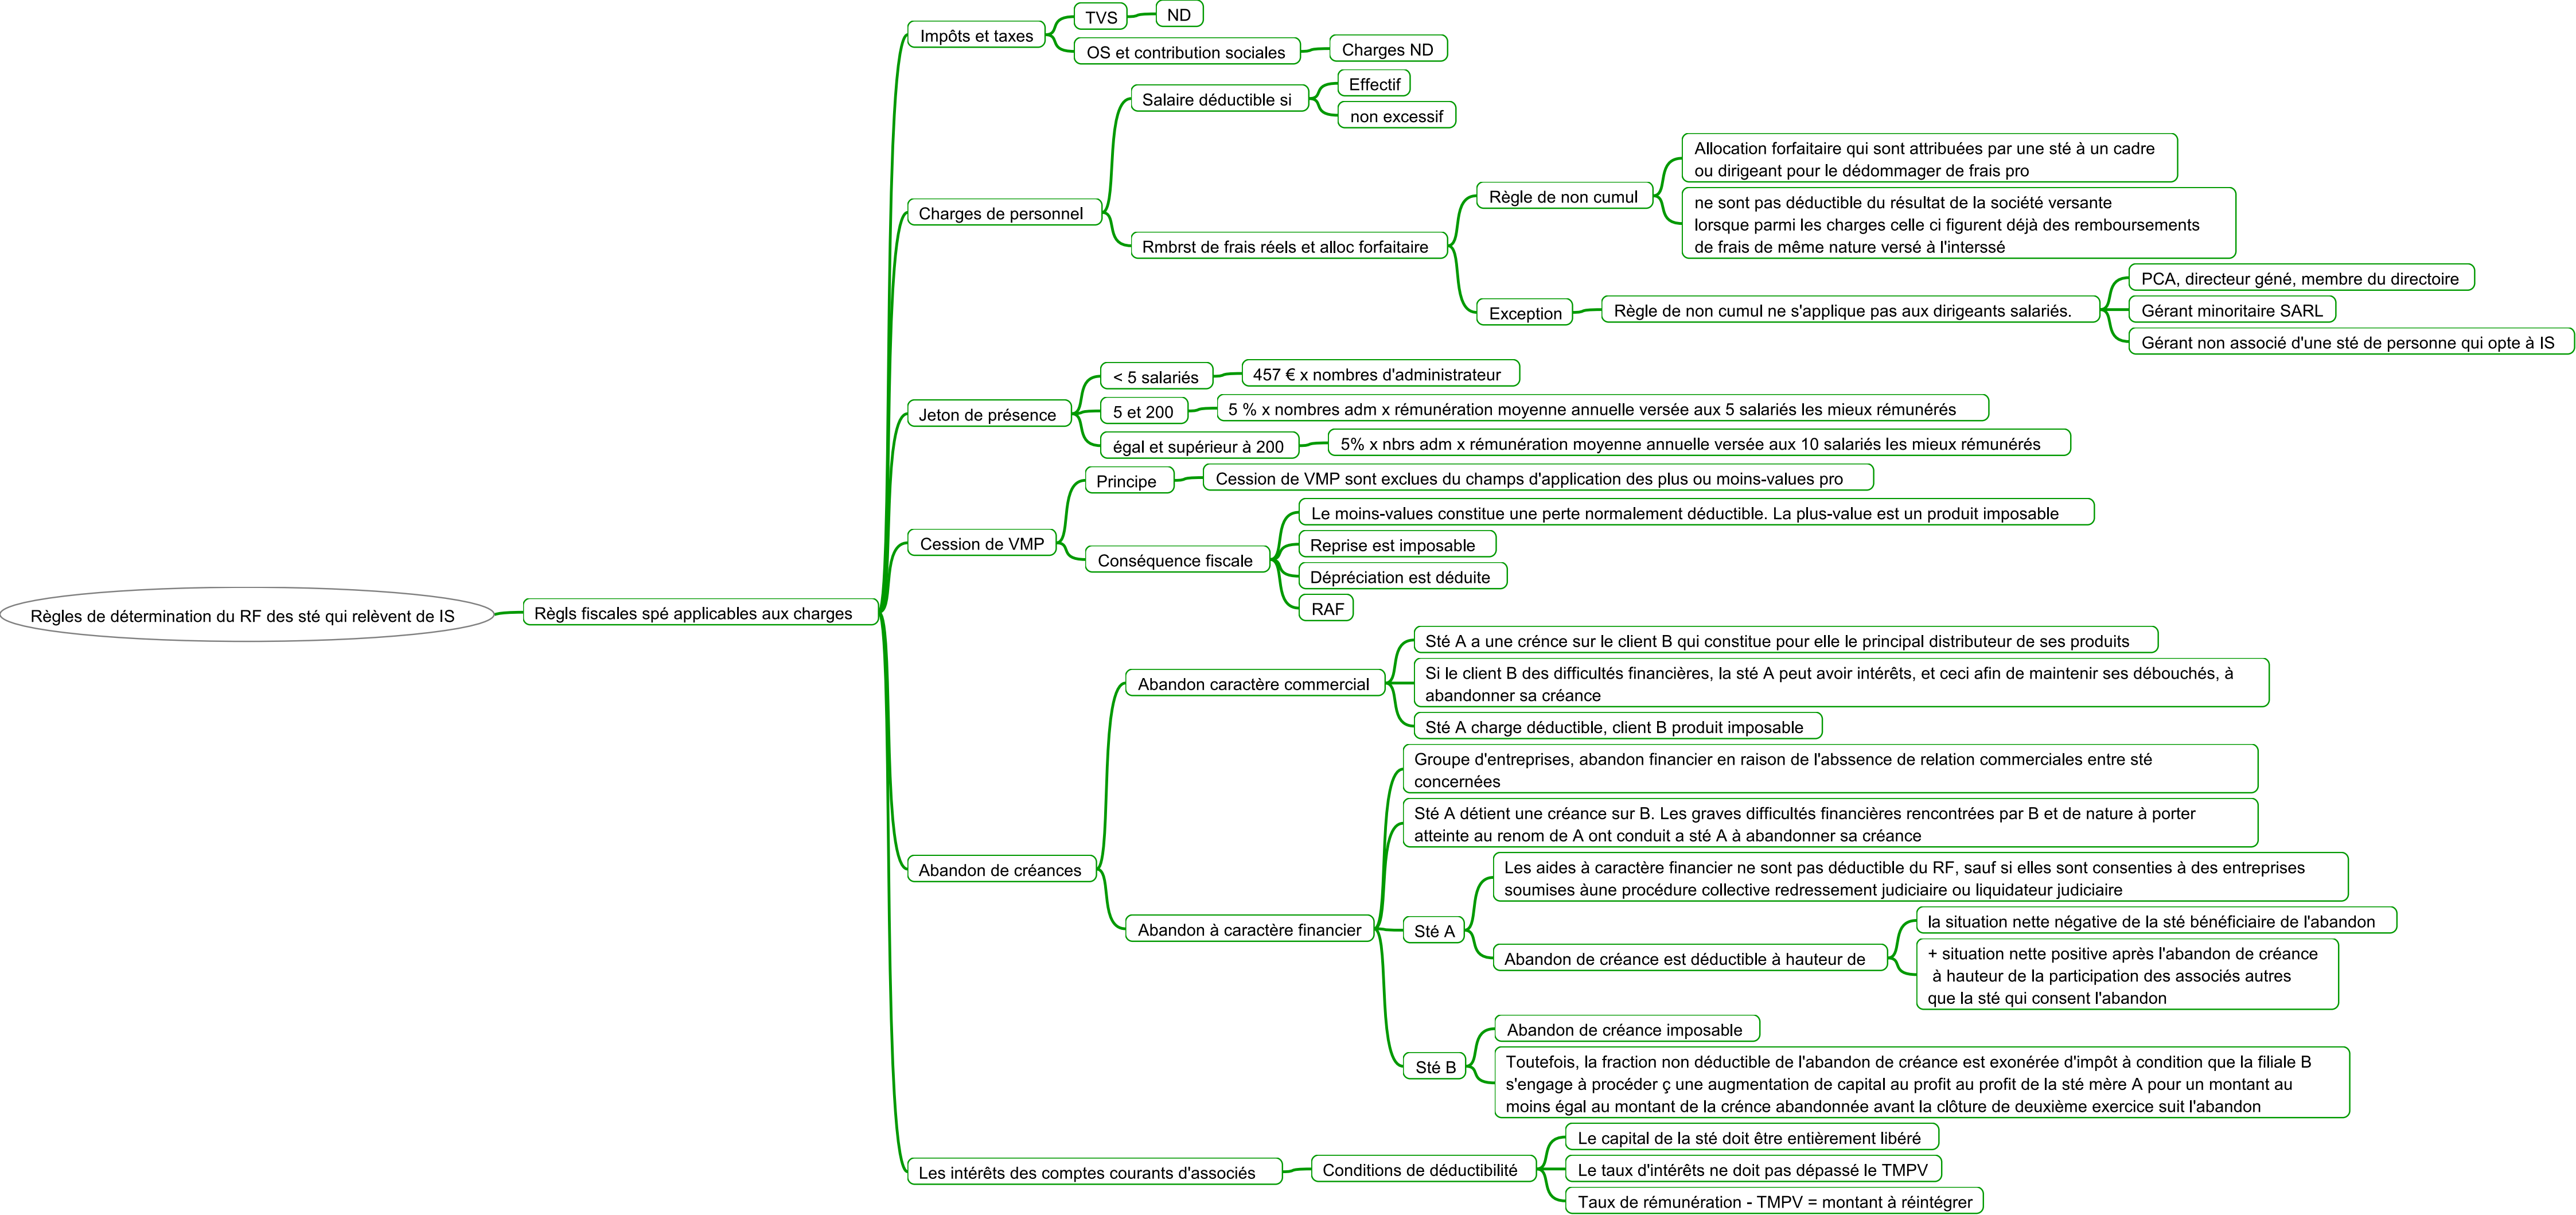 Règles de détermination du RF des sté qui relèvent de IS
Règls fiscales spé applicables aux charges
Impôts et taxes
TVS
ND
OS et contribution sociales
Charges ND
Charges de personnel
Salaire déductible si
Effectif
non excessif
Rmbrst de frais réels et alloc forfaitaire
Règle de non cumul
Allocation forfaitaire qui sont attribuées par une sté à un cadre
ou dirigeant pour le dédommager de frais pro
ne sont pas déductible du résultat de la société versante
lorsque parmi les charges celle ci figurent déjà des remboursements
de frais de même nature versé à l'interssé
Exception
Règle de non cumul ne s'applique pas aux dirigeants salariés.
PCA, directeur géné, membre du directoire
Gérant minoritaire SARL
Gérant non associé d'une sté de personne qui opte à IS
Jeton de présence
< 5 salariés
457 € x nombres d'administrateur
5 et 200
5 % x nombres adm x rémunération moyenne annuelle versée aux 5 salariés les mieux rémunérés
égal et supérieur à 200
5% x nbrs adm x rémunération moyenne annuelle versée aux 10 salariés les mieux rémunérés
Cession de VMP
Principe
Cession de VMP sont exclues du champs d'application des plus ou moins-values pro
Conséquence fiscale
Le moins-values constitue une perte normalement déductible. La plus-value est un produit imposable
Reprise est imposable
Dépréciation est déduite
RAF
Abandon de créances
Abandon caractère commercial
Sté A a une crénce sur le client B qui constitue pour elle le principal distributeur de ses produits
Si le client B des difficultés financières, la sté A peut avoir intérêts, et ceci afin de maintenir ses débouchés, à
abandonner sa créance
Sté A charge déductible, client B produit imposable
Abandon à caractère financier
Groupe d'entreprises, abandon financier en raison de l'abssence de relation commerciales entre sté
concernées
Sté A détient une créance sur B. Les graves difficultés financières rencontrées par B et de nature à porter
atteinte au renom de A ont conduit a sté A à abandonner sa créance
Sté A
Les aides à caractère financier ne sont pas déductible du RF, sauf si elles sont consenties à des entreprises
soumises àune procédure collective redressement judiciaire ou liquidateur judiciaire
Abandon de créance est déductible à hauteur de
la situation nette négative de la sté bénéficiaire de l'abandon
+ situation nette positive après l'abandon de créance
à hauteur de la participation des associés autres
que la sté qui consent l'abandon
Sté B
Abandon de créance imposable
Toutefois, la fraction non déductible de l'abandon de créance est exonérée d'impôt à condition que la filiale B
s'engage à procéder ç une augmentation de capital au profit au profit de la sté mère A pour un montant au
moins égal au montant de la crénce abandonnée avant la clôture de deuxième exercice suit l'abandon
Les intérêts des comptes courants d'associés
Conditions de déductibilité
Le capital de la sté doit être entièrement libéré
Le taux d'intérêts ne doit pas dépassé le TMPV
Taux de rémunération - TMPV = montant à réintégrer